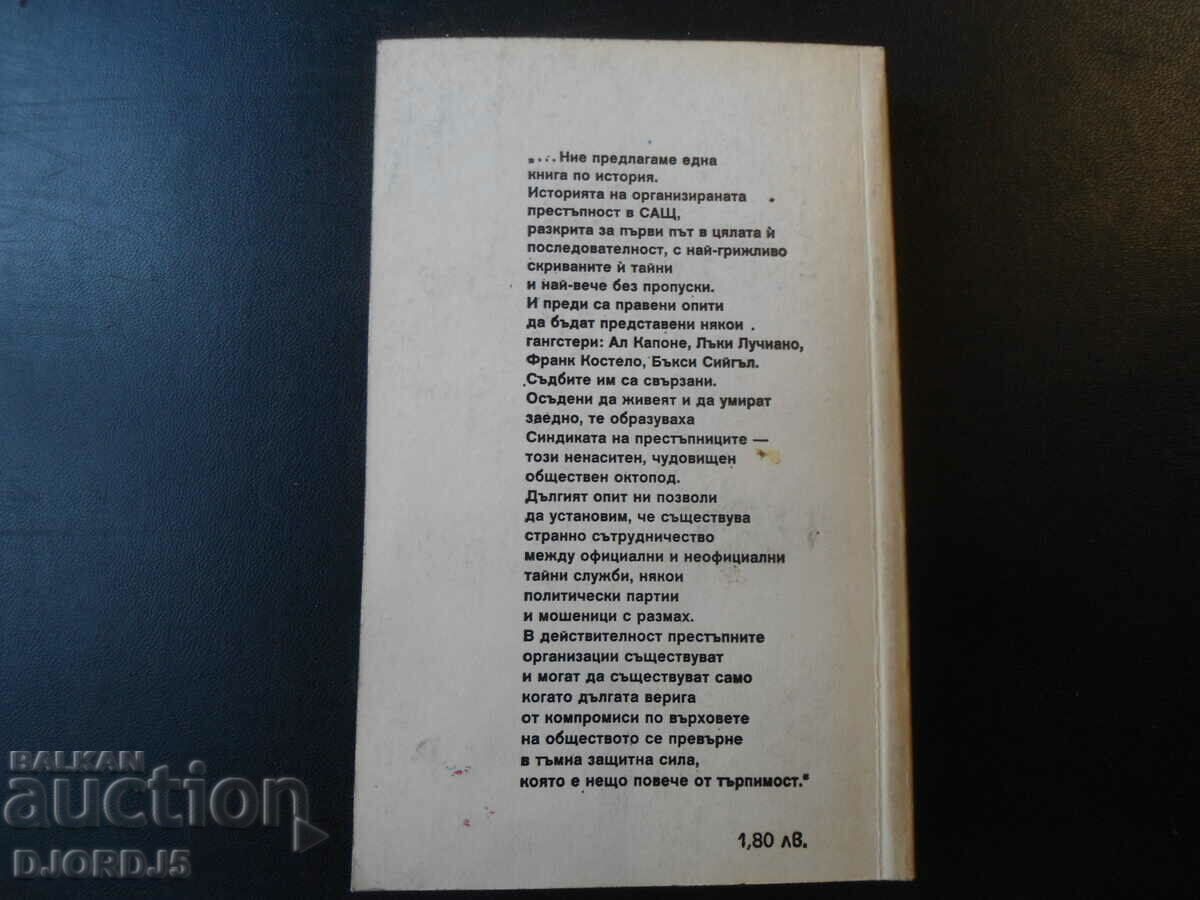 „...Ние предлагаме една
книга по история.
Историята на организираната
престъпност в САЩ,
разкрита за първи път в цялата ѝ
последователност, с най-грижливо
скриваните ѝ тайни
и най-вече без пропуски.
И преди са правени опити
да бъдат представени някои
гангстери: Ал Капоне, Лъки Лучиано,
Франк Костело, Бъкси Сийгъл.
Съдбите им са свързани.
Осъдени да живеят и да умират
заедно, те образуваха
Синдиката на престъпниците —
този ненаситен, чудовищен
обществен октопод.
Дългият опит ни позволи
да установим, че съществува
странно сътрудничество
между официални и неофициални
тайни служби, някои
политически партии
и мошеници с размах.
В действителност престъпните
организации съществуват
и могат да съществуват само
когато дългата верига
от компромиси по върховете
на обществото се превърне
в тъмна защитна сила,
която е нещо повече от търпимост."
1,80 лв.
BALKAN
auction
DJORDJ5